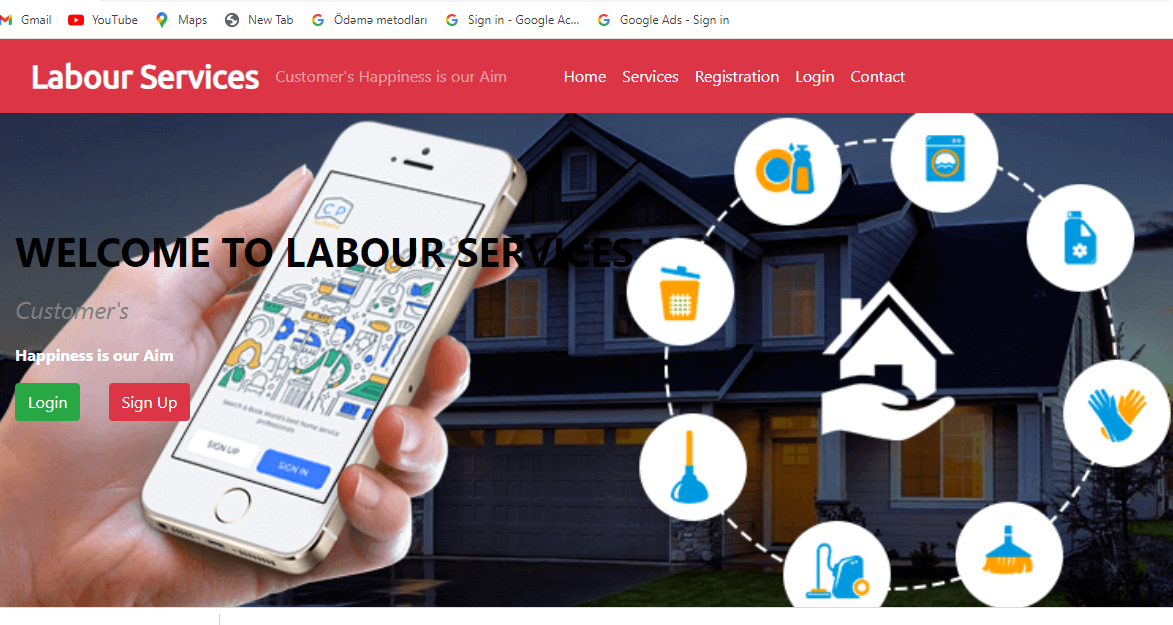 Gmail YouTube Maps New Tab Ödəmə metodları Sign in - Google Ac... Google Ads - Sign in
Labour Services Customer's Happiness is our Aim Home Services Registration Login Contact
CP
WELCOME TO LABOUR SERVICES
Customer's
Happiness is our Aim
Login Sign Up
Search & Book World's best home service
professionals
SIGN UP SIGN IN